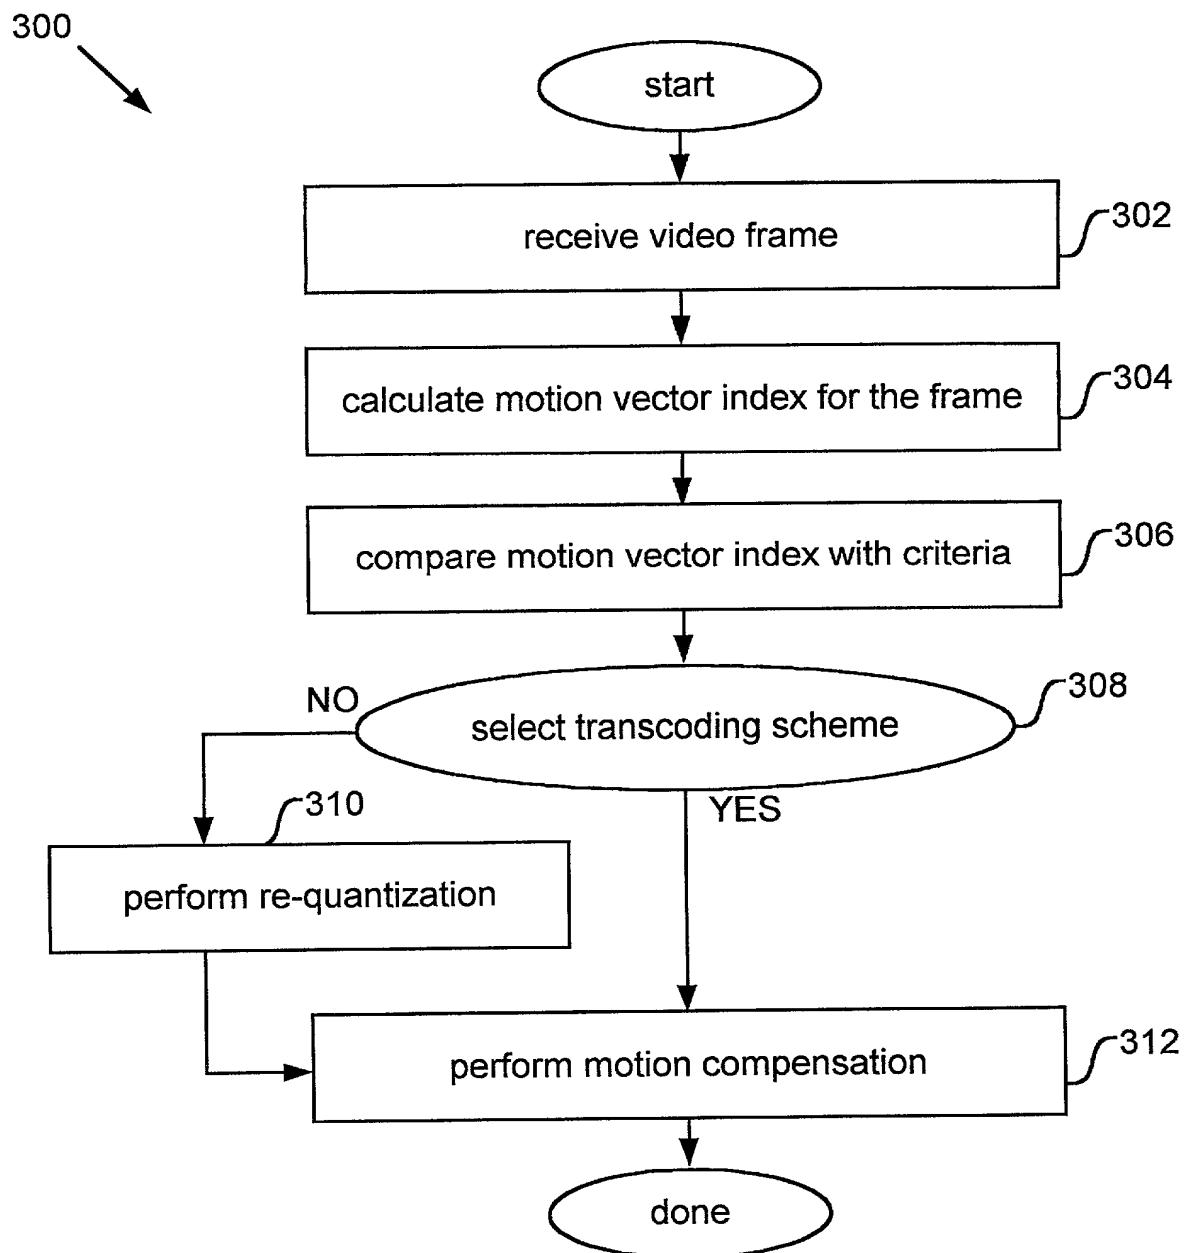 300
start
receive video frame
302
calculate motion vector index for the frame
304
compare motion vector index with criteria
306
select transcoding scheme
308
NO
YES
310
perform re-quantization
perform motion compensation
312
done